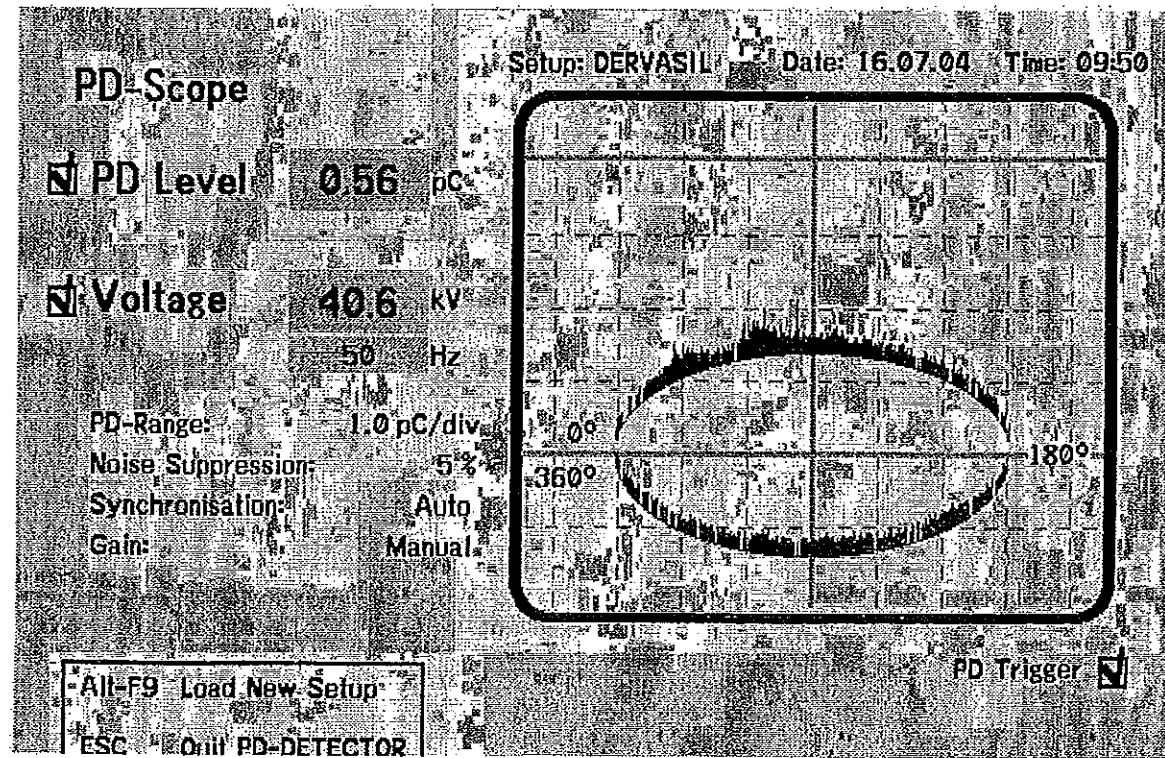 PD-Scope
PD Level 0.56 pC
Voltage 40.6 kV
50 Hz
PD-Range: 1.0 pC/div
Noise Suppression: 5%
Synchronisation: Auto
Gain: Manual
Alt-F9 Load New Setup
ESC Quit PD-DETECTOR
Setup: DERVASIL Date: 16.07.04 Time: 09:50
0°
180°
360°
PD Trigger